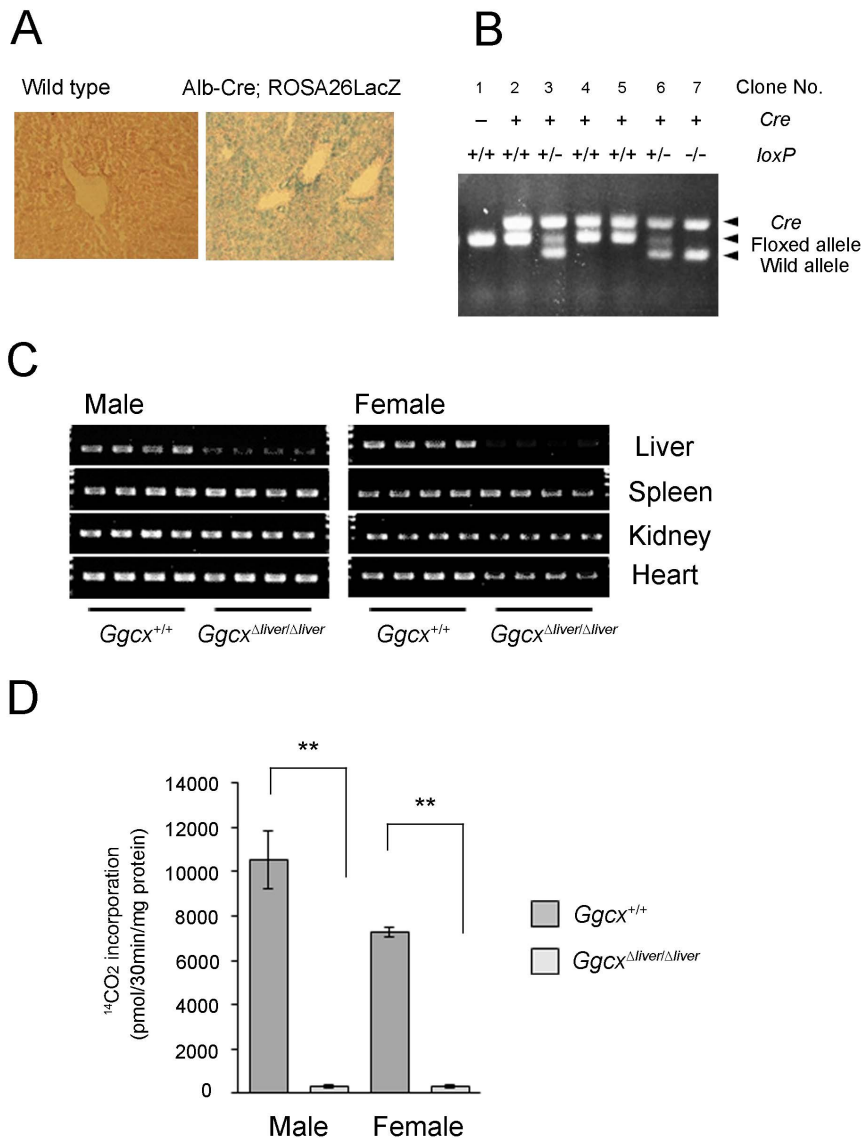 A
Wild type
Alb-Cre; ROSA26LacZ
B
1 2 3 4 5 6 7 Clone No.
– + + + + + + Cre
+/+ +/+ +/- +/+ +/+ +/- -/- loxP
Cre
Floxed allele
Wild allele
C
Male
Female
Liver
Spleen
Kidney
Heart
Ggcx+/+ GgcxΔliver/Δliver Ggcx+/+ GgcxΔliver/Δliver
D
**
**
14000
12000
10000
8000
6000
4000
2000
0
14CO2 incorporation
(pmol/30min/mg protein)
Male Female
Ggcx+/+
GgcxΔliver/Δliver